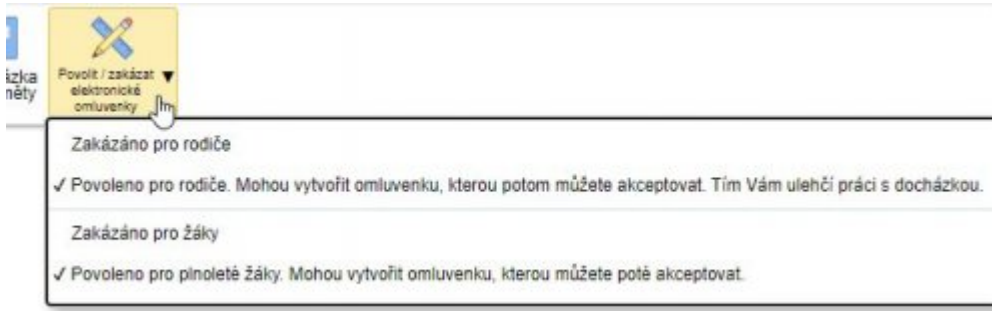 ázka
Povolit / zakázat ▼
elektronické
omluvenky
Zakázáno pro rodiče
✓ Povoleno pro rodiče. Mohou vytvořit omluvenku, kterou potom můžete akceptovat. Tím Vám ulehčí práci s docházkou.
Zakázáno pro žáky
✓ Povoleno pro plnoleté žáky. Mohou vytvořit omluvenku, kterou můžete poté akceptovat.